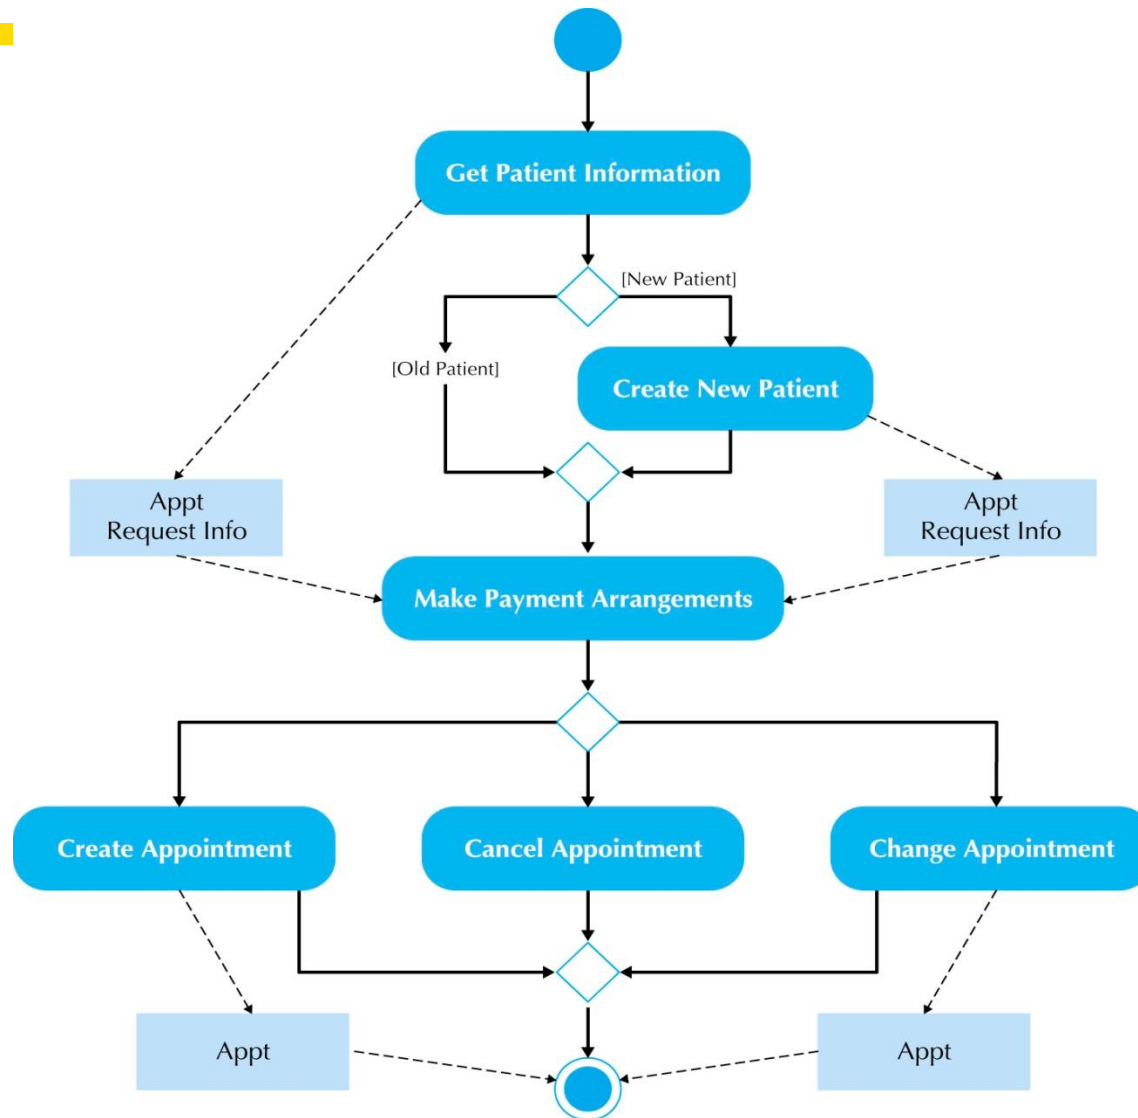 Get Patient Information
[New Patient]
[Old Patient]
Create New Patient
Appt
Request Info
Appt
Request Info
Make Payment Arrangements
Create Appointment
Cancel Appointment
Change Appointment
Appt
Appt